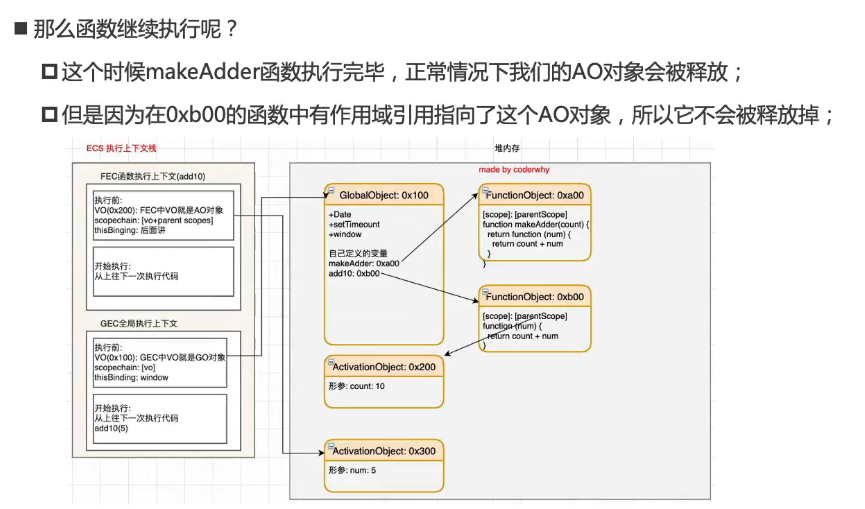 那么函数继续执行呢？
这个时候makeAdder函数执行完毕，正常情况下我们的AO对象会被释放；
但是因为在0xb00的函数中有作用域引用指向了这个AO对象，所以它不会被释放掉；
ECS 执行上下文栈
堆内存
made by coderwhy
FEC函数执行上下文(add10)
执行前:
VO(0x200): FEC中VO就是AO对象
scopechain: [vo+parent scopes]
thisBinging: 后面讲
开始执行:
从上往下一次执行代码
GEC全局执行上下文
执行前:
VO(0x100): GEC中VO就是GO对象
scopechain: [vo]
thisBinding: window
开始执行:
从上往下一次执行代码
add10(5)
GlobalObject: 0x100
+Date
+setTimeount
+window
自己定义的变量
makeAdder: 0xa00
add10: 0xb00
FunctionObject: 0xa00
[scope]: [parentScope]
function makeAdder(count) {
return function (num) {
return count + num
}
}
FunctionObject: 0xb00
[scope]: [parentScope]
function (num) {
return count + num
}
ActivationObject: 0x200
形参: count: 10
ActivationObject: 0x300
形参: num: 5